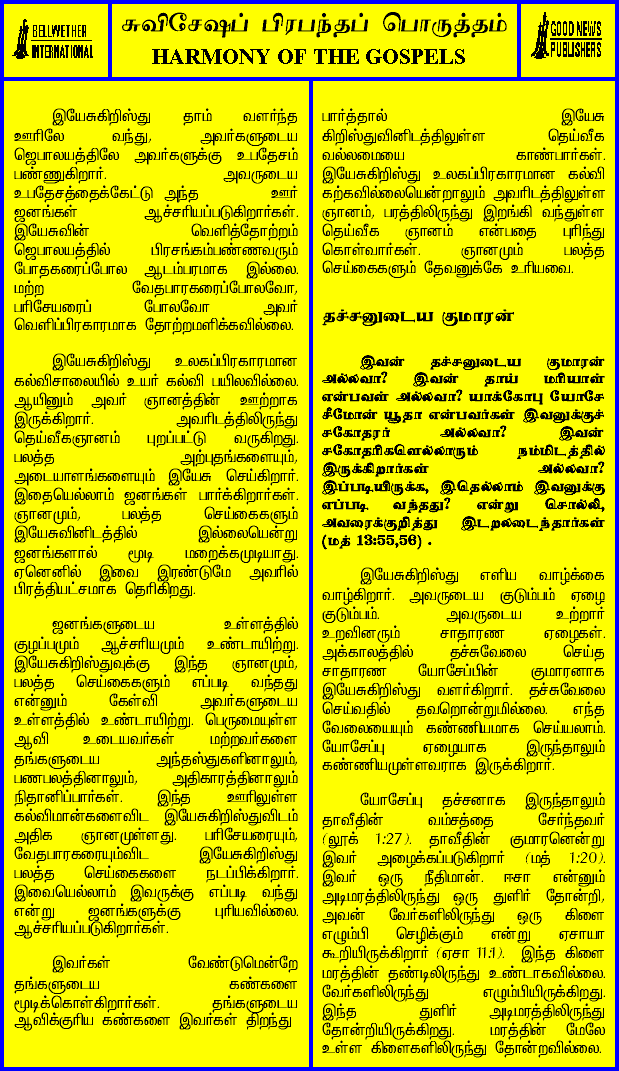 BELLWETHER
INTERNATIONAL
சுவிசேஷப் பிரபந்தப் பொருத்தம்
HARMONY OF THE GOSPELS
GOOD NEWS
PUBLISHERS
இயேசுகிறிஸ்து தாம் வளர்ந்த
ஊரிலே வந்து, அவர்களுடைய
ஜெபாலயத்திலே அவர்களுக்கு உபதேசம்
பண்ணுகிறார். அவருடைய
உபதேசத்தைக்கேட்டு அந்த ஊர்
ஜனங்கள் ஆச்சரியப்படுகிறார்கள்.
இயேசுவின் வெளித்தோற்றம்
ஜெபாலயத்தில் பிரசங்கம்பண்ணவரும்
போதகரைப்போல ஆடம்பரமாக இல்லை.
மற்ற வேதபாரகரைப்போலவோ,
பரிசேயரைப் போலவோ அவர்
வெளிப்பிரகாரமாக தோற்றமளிக்கவில்லை.
இயேசுகிறிஸ்து உலகப்பிரகாரமான
கல்விசாலையில் உயர் கல்வி பயிலவில்லை.
ஆயினும் அவர் ஞானத்தின் ஊற்றாக
இருக்கிறார். அவரிடத்திலிருந்து
தெய்வீகஞானம் புறப்பட்டு வருகிறது.
பலத்த அற்புதங்களையும்,
அடையாளங்களையும் இயேசு செய்கிறார்.
இதையெல்லாம் ஜனங்கள் பார்க்கிறார்கள்.
ஞானமும், பலத்த செய்கைகளும்
இயேசுவினிடத்தில் இல்லையென்று
ஜனங்களால் மூடி மறைக்கமுடியாது.
ஏனெனில் இவை இரண்டுமே அவரில்
பிரத்தியட்சமாக தெரிகிறது.
ஜனங்களுடைய உள்ளத்தில்
குழப்பமும் ஆச்சரியமும் உண்டாயிற்று.
இயேசுகிறிஸ்துவுக்கு இந்த ஞானமும்,
பலத்த செய்கைகளும் எப்படி வந்தது
என்னும் கேள்வி அவர்களுடைய
உள்ளத்தில் உண்டாயிற்று. பெருமையுள்ள
ஆவி உடையவர்கள் மற்றவர்களை
தங்களுடைய அந்தஸ்துகளினாலும்,
பணபலத்தினாலும், அதிகாரத்தினாலும்
நிதானிப்பார்கள். இந்த ஊரிலுள்ள
கல்விமான்களைவிட இயேசுகிறிஸ்துவிடம்
அதிக ஞானமுள்ளது. பரிசேயரையும்,
வேதபாரகரையும்விட இயேசுகிறிஸ்து
பலத்த செய்கைகளை நடப்பிக்கிறார்.
இவையெல்லாம் இவருக்கு எப்படி வந்து
என்று ஜனங்களுக்கு புரியவில்லை.
ஆச்சரியப்படுகிறார்கள்.
இவர்கள் வேண்டுமென்றே
தங்களுடைய கண்களை
மூடிக்கொள்கிறார்கள். தங்களுடைய
ஆவிக்குரிய கண்களை இவர்கள் திறந்து
பார்த்தால் இயேசு
கிறிஸ்துவினிடத்திலுள்ள தெய்வீக
வல்லமையை காண்பார்கள்.
இயேசுகிறிஸ்து உலகப்பிரகாரமான கல்வி
கற்கவில்லையென்றாலும் அவரிடத்திலுள்ள
ஞானம், பரத்திலிருந்து இறங்கி வந்துள்ள
தெய்வீக ஞானம் என்பதை புரிந்து
கொள்வார்கள். ஞானமும் பலத்த
செய்கைகளும் தேவனுக்கே உரியவை.
தச்சனுடைய குமாரன்
இவன் தச்சனுடைய குமாரன்
அல்லவா? இவன் தாய் மரியாள்
என்பவள் அல்லவா? யாக்கோபு யோசே
சீமோன் யூதா என்பவர்கள் இவனுக்குச்
சகோதரர் அல்லவா? இவன்
சகோதரிகளெல்லாரும் நம்மிடத்தில்
இருக்கிறார்கள் அல்லவா?
இப்படியிருக்க, இதெல்லாம் இவனுக்கு
எப்படி வந்தது? என்று சொல்லி,
அவரைக்குறித்து இடறலடைந்தார்கள்
(மத் 13:55,56) .
இயேசுகிறிஸ்து எளிய வாழ்க்கை
வாழ்கிறார். அவருடைய குடும்பம் ஏழை
குடும்பம். அவருடைய உற்றார்
உறவினரும் சாதாரண ஏழைகள்.
அக்காலத்தில் தச்சுவேலை செய்த
சாதாரண யோசேப்பின் குமாரனாக
இயேசுகிறிஸ்து வளர்கிறார். தச்சுவேலை
செய்வதில் தவறொன்றுமில்லை. எந்த
வேலையையும் கண்ணியமாக செய்யலாம்.
யோசேப்பு ஏழையாக இருந்தாலும்
கண்ணியமுள்ளவராக இருக்கிறார்.
யோசேப்பு தச்சனாக இருந்தாலும்
தாவீதின் வம்சத்தை சேர்ந்தவர்
(லூக் 1:27). தாவீதின் குமாரனென்று
இவர் அழைக்கப்படுகிறார் (மத் 1:20).
இவர் ஒரு நீதிமான். ஈசா என்னும்
அடிமரத்திலிருந்து ஒரு துளிர் தோன்றி,
அவன் வேர்களிலிருந்து ஒரு கிளை
எழும்பி செழிக்கும் என்று ஏசாயா
கூறியிருக்கிறார் (ஏசா 11:1). இந்த கிளை
மரத்தின் தண்டிலிருந்து உண்டாகவில்லை.
வேர்களிலிருந்து எழும்பியிருக்கிறது.
இந்த துளிர் அடிமரத்திலிருந்து
தோன்றியிருக்கிறது. மரத்தின் மேலே
உள்ள கிளைகளிலிருந்து தோன்றவில்லை.